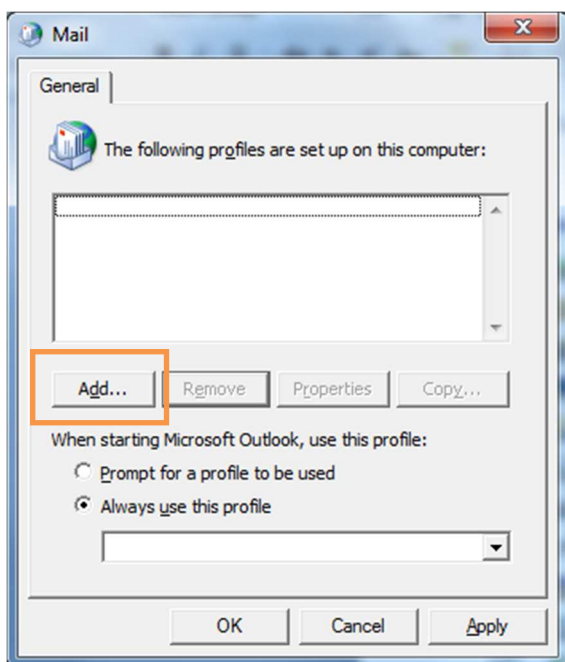 Mail
General
The following profiles are set up on this computer:
Add... Remove Properties Copy...
When starting Microsoft Outlook, use this profile:
Prompt for a profile to be used
Always use this profile
OK Cancel Apply